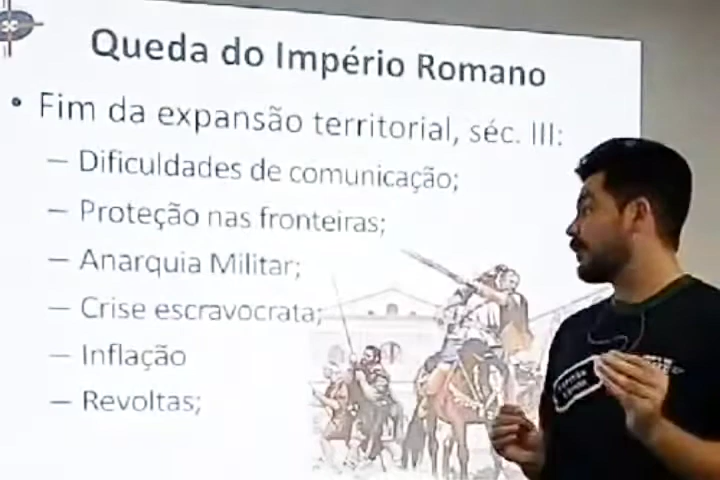 Queda do Império Romano
• Fim da expansão territorial, séc. III:
– Dificuldades de comunicação;
– Proteção nas fronteiras;
– Anarquia Militar;
– Crise escravocrata;
– Inflação
– Revoltas;